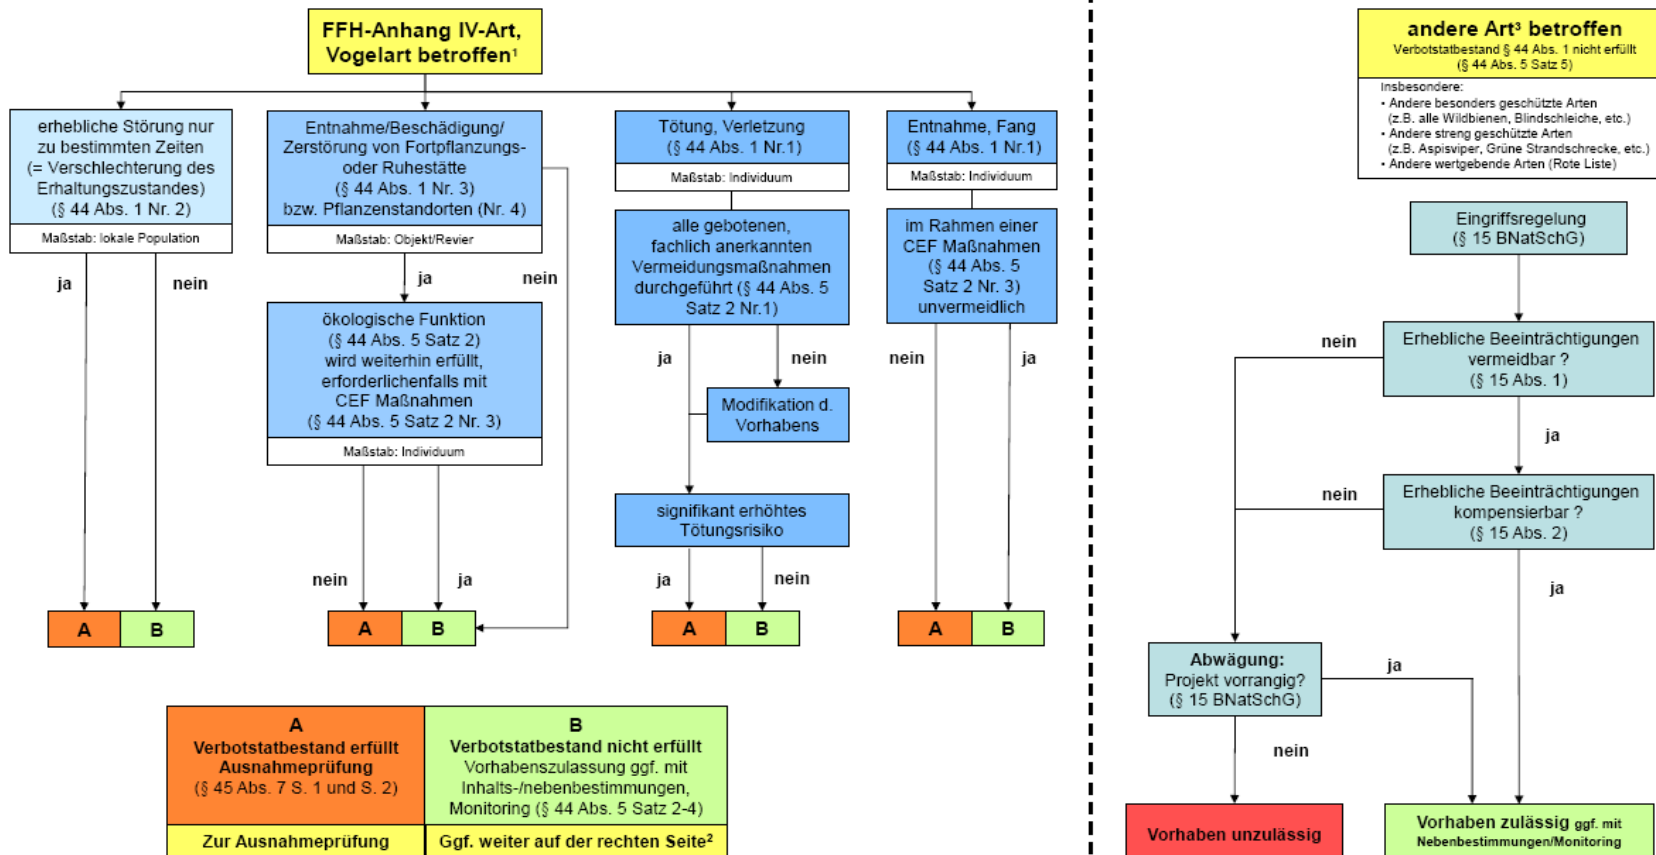 FFH-Anhang IV-Art,
Vogelart betroffen¹
erhebliche Störung nur
zu bestimmten Zeiten
(= Verschlechterung des
Erhaltungszustandes)
(§ 44 Abs. 1 Nr. 2)
Maßstab: lokale Population
ja
nein
Entnahme/Beschädigung/
Zerstörung von Fortpflanzungs-
oder Ruhestätte
(§ 44 Abs. 1 Nr. 3)
bzw. Pflanzenstandorten (Nr. 4)
Maßstab: Objekt/Revier
ja
nein
ökologische Funktion
(§ 44 Abs. 5 Satz 2)
wird weiterhin erfüllt,
erforderlichenfalls mit
CEF Maßnahmen
(§ 44 Abs. 5 Satz 2 Nr. 3)
Maßstab: Individuum
nein
ja
Tötung, Verletzung
(§ 44 Abs. 1 Nr.1)
Maßstab: Individuum
alle gebotenen,
fachlich anerkannten
Vermeidungsmaßnahmen
durchgeführt (§ 44 Abs. 5
Satz 2 Nr.1)
ja
nein
Modifikation d.
Vorhabens
signifikant erhöhtes
Tötungsrisiko
ja
nein
Entnahme, Fang
(§ 44 Abs. 1 Nr.1)
Maßstab: Individuum
im Rahmen einer
CEF Maßnahmen
(§ 44 Abs. 5
Satz 2 Nr. 3)
unvermeidlich
nein
ja
A B
A B
A B
A B
A
Verbotstatbestand erfüllt
Ausnahmeprüfung
(§ 45 Abs. 7 S. 1 und S. 2)
Zur Ausnahmeprüfung
B
Verbotstatbestand nicht erfüllt
Vorhabenszulassung ggf. mit
Inhalts-/nebenbestimmungen,
Monitoring (§ 44 Abs. 5 Satz 2-4)
Ggf. weiter auf der rechten Seite²
andere Art³ betroffen
Verbotstatbestand § 44 Abs. 1 nicht erfüllt
(§ 44 Abs. 5 Satz 5)
Insbesondere:
• Andere besonders geschützte Arten
(z.B. alle Wildbienen, Blindschleiche, etc.)
• Andere streng geschützte Arten
(z.B. Aspisviper, Grüne Strandschrecke, etc.)
• Andere wertgebende Arten (Rote Liste)
Eingriffsregelung
(§ 15 BNatSchG)
nein
Erhebliche Beeinträchtigungen
vermeidbar ?
(§ 15 Abs. 1)
ja
nein
Erhebliche Beeinträchtigungen
kompensierbar ?
(§ 15 Abs. 2)
ja
Abwägung:
Projekt vorrangig?
(§ 15 BNatSchG)
ja
nein
Vorhaben unzulässig
Vorhaben zulässig ggf. mit
Nebenbestimmungen/Monitoring